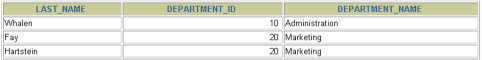 LAST_NAME DEPARTMENT_ID DEPARTMENT_NAME
Whalen 10 Administration
Fay 20 Marketing
Hartstein 20 Marketing